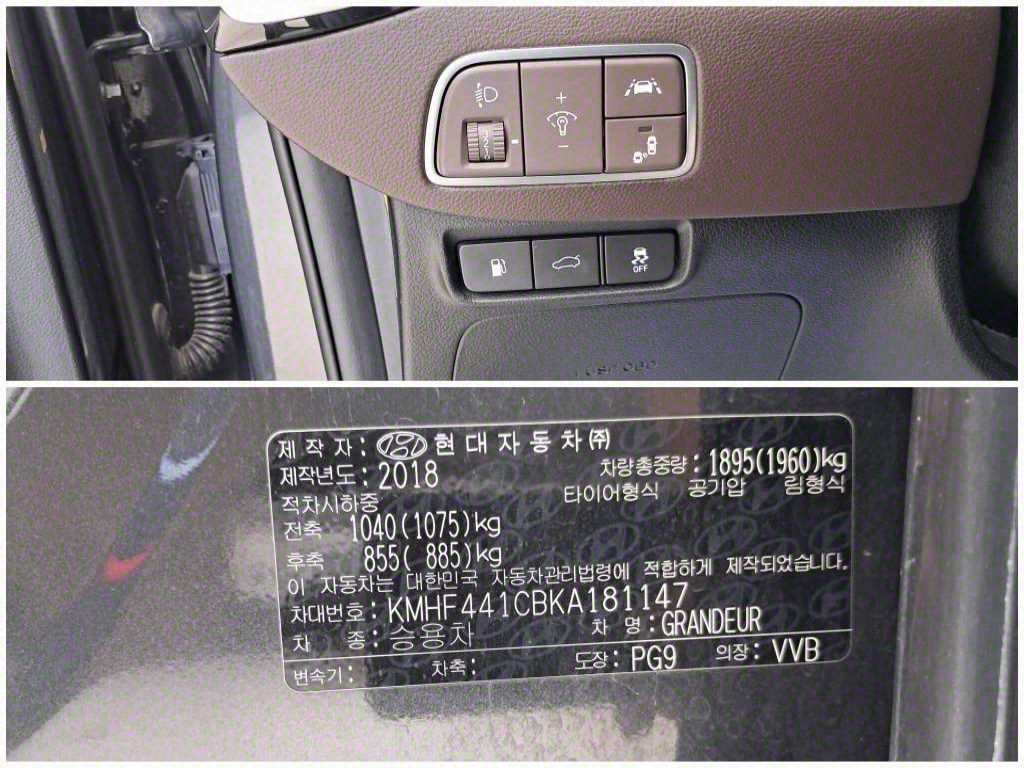 OFF
제 작 자 : 현대자동차㈜
제작년도 : 2018 차량총중량 : 1895(1960)kg
적차시하중 타이어형식 공기압 림형식
전축 1040(1075)kg
후축 855( 885)kg
이 자동차는 대한민국 자동차관리법령에 적합하게 제작되었습니다.
차대번호 : KMHF441CBKA181147
차 종 : 승용차 차 명 : GRANDEUR
변속기 : 차축 : 도장 : PG9 의장 : VVB